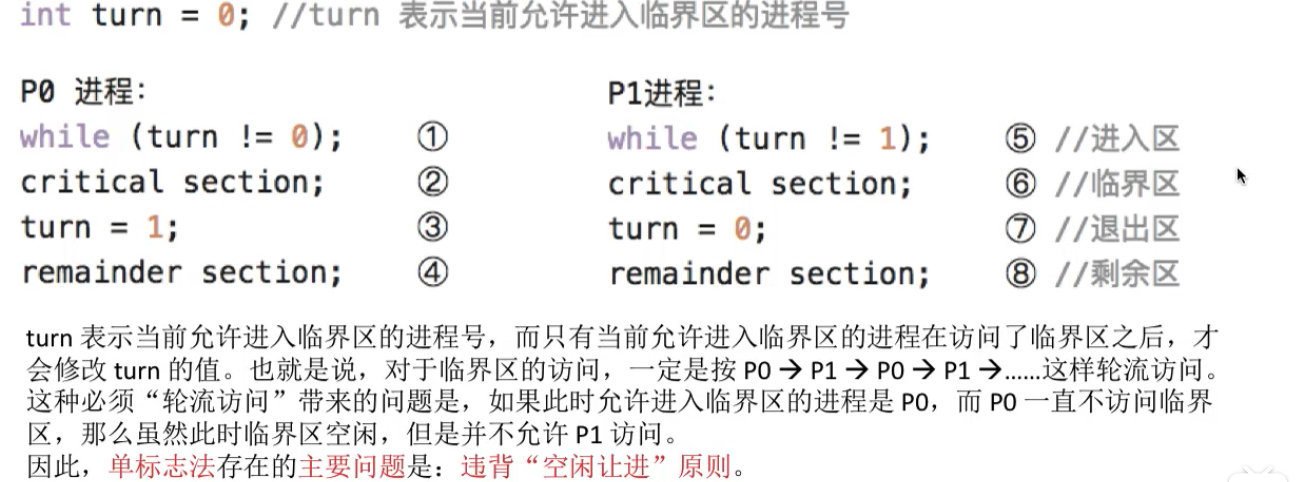 int turn = 0; //turn 表示当前允许进入临界区的进程号
P0 进程：
while (turn != 0); ①
critical section; ②
turn = 1; ③
remainder section; ④
P1进程：
while (turn != 1); ⑤ //进入区
critical section; ⑥ //临界区
turn = 0; ⑦ //退出区
remainder section; ⑧ //剩余区
turn 表示当前允许进入临界区的进程号，而只有当前允许进入临界区的进程在访问了临界区之后，才
会修改 turn 的值。也就是说，对于临界区的访问，一定是按 P0 → P1 → P0 → P1 →……这样轮流访问。
这种必须“轮流访问”带来的问题是，如果此时允许进入临界区的进程是 P0，而 P0 一直不访问临界
区，那么虽然此时临界区空闲，但是并不允许 P1 访问。
因此，单标志法存在的主要问题是：违背“空闲让进”原则。